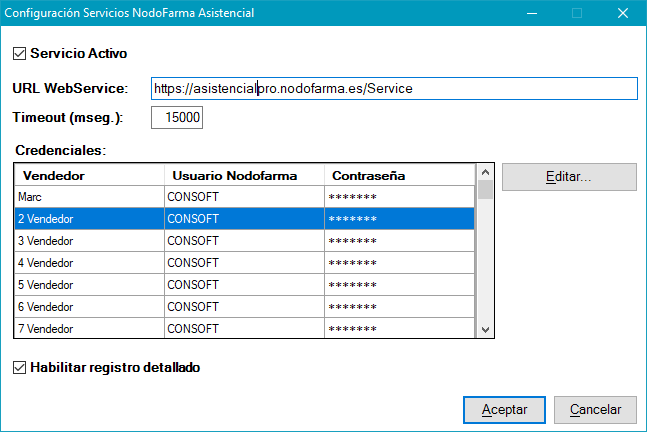 Configuración Servicios NodoFarma Asistencial
Servicio Activo
URL WebService: https://asistencialpro.nodofarma.es/Service
Timeout (mseg.): 15000
Credenciales:
Vendedor Usuario Nodofarma Contraseña
Marc CONSOFT *******
2 Vendedor CONSOFT *******
3 Vendedor CONSOFT *******
4 Vendedor CONSOFT *******
5 Vendedor CONSOFT *******
6 Vendedor CONSOFT *******
7 Vendedor CONSOFT *******
Editar...
Habilitar registro detallado
Aceptar Cancelar